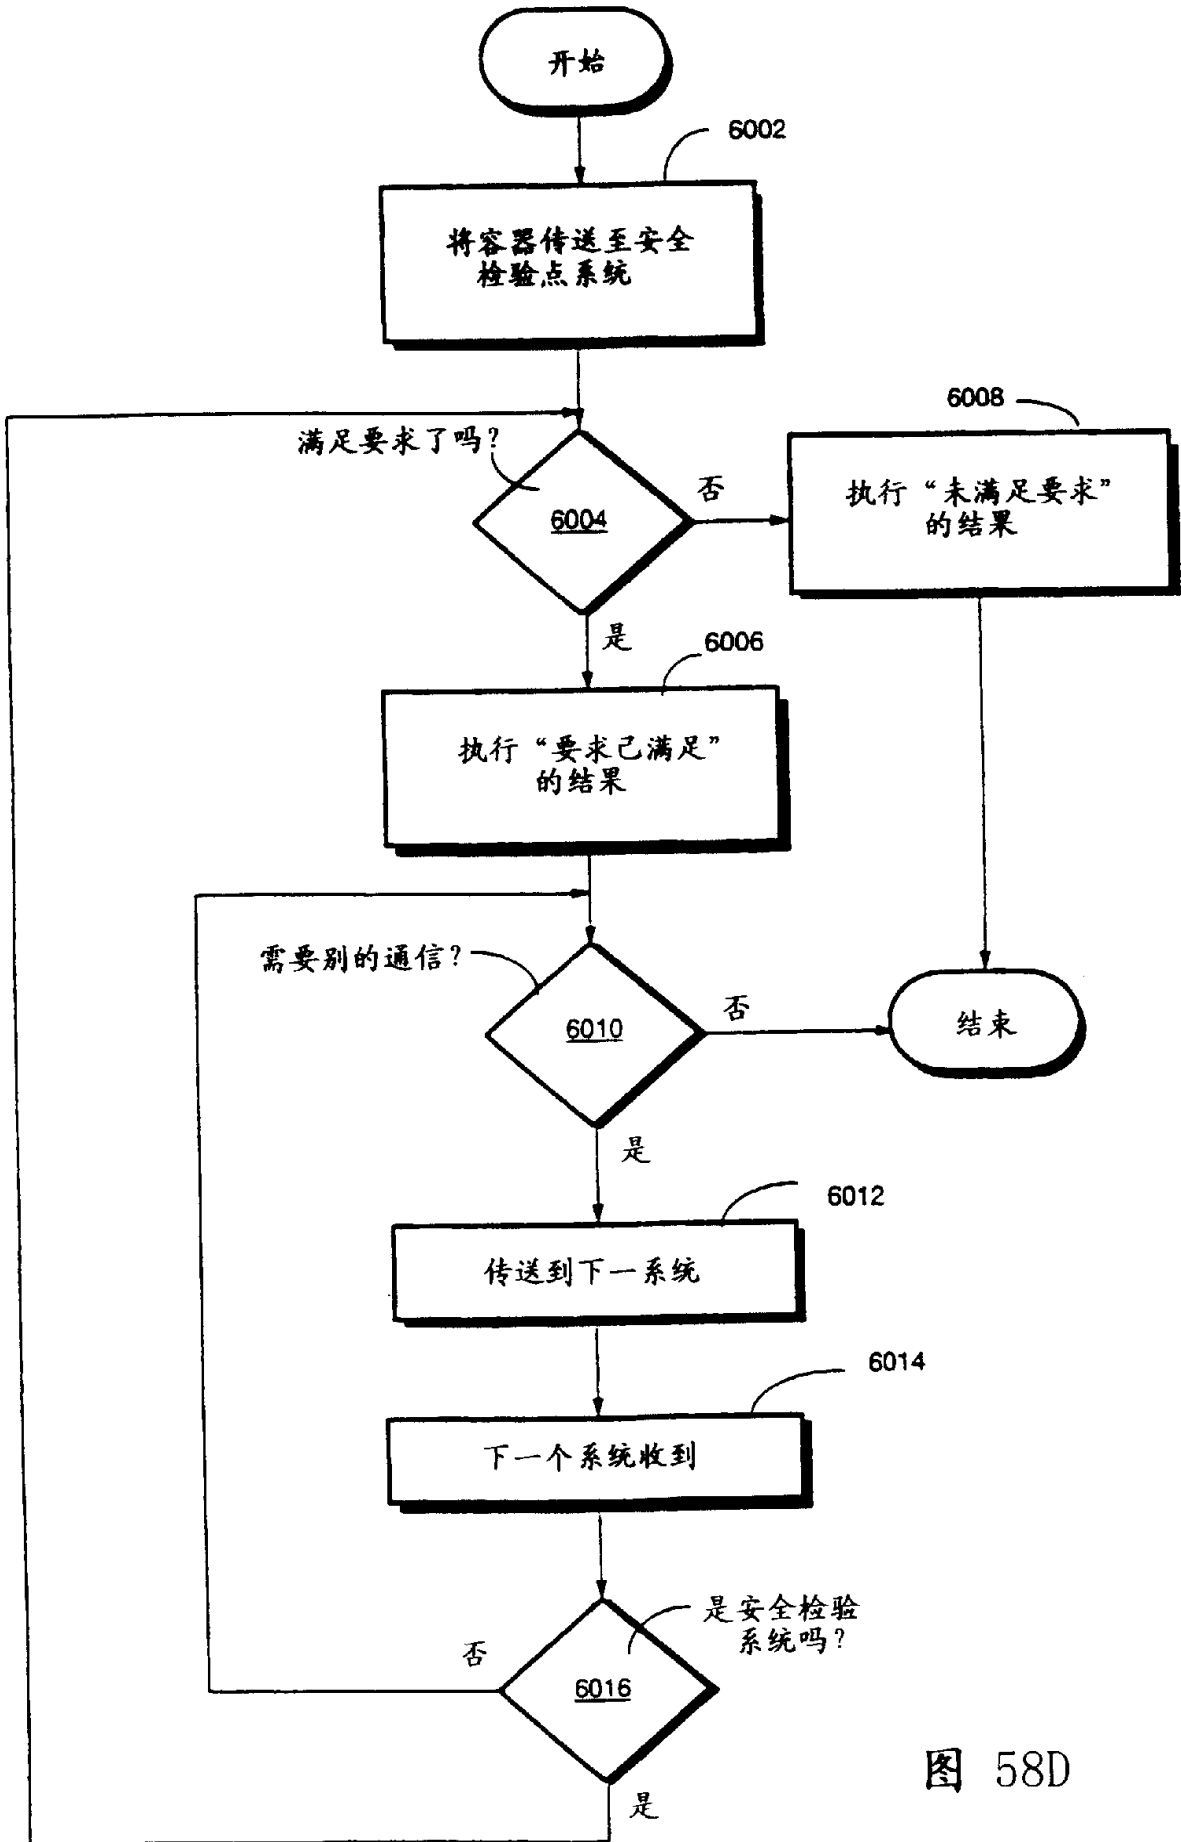 开始
6002
将容器传送至安全
检验点系统
6008
满足要求了吗?
否
执行“未满足要求”
的结果
6004
是
6006
执行“要求己满足”
的结果
需要别的通信?
否
结束
6010
是
6012
传送到下一系统
6014
下一个系统收到
是安全检验
系统吗?
否
6016
图 58D
是